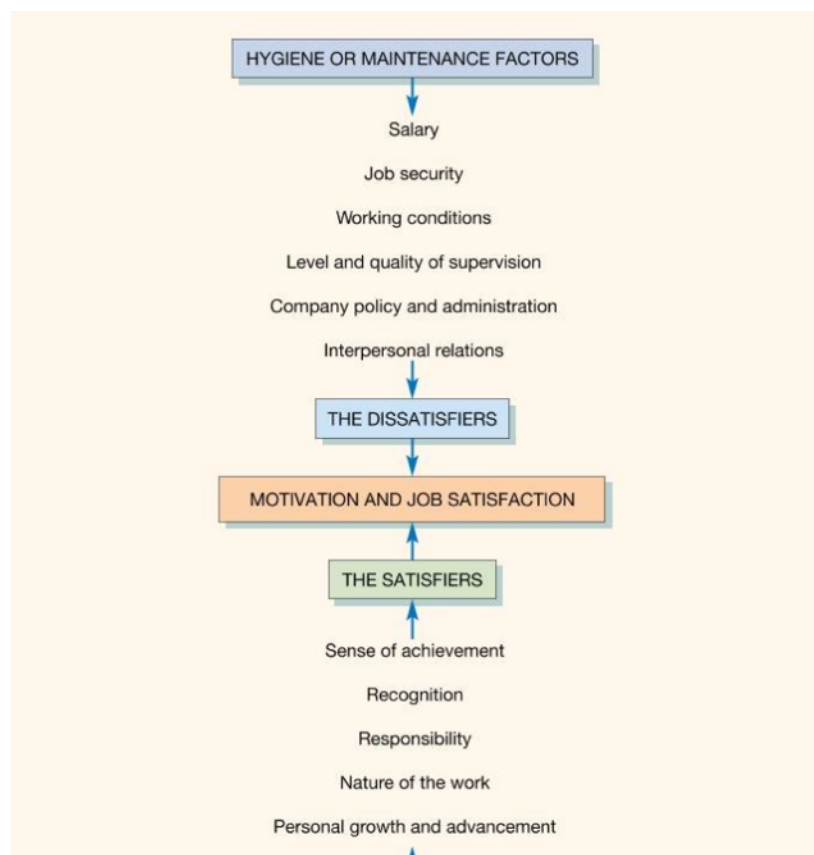 HYGIENE OR MAINTENANCE FACTORS
Salary
Job security
Working conditions
Level and quality of supervision
Company policy and administration
Interpersonal relations
THE DISSATISFIERS
MOTIVATION AND JOB SATISFACTION
THE SATISFIERS
Sense of achievement
Recognition
Responsibility
Nature of the work
Personal growth and advancement